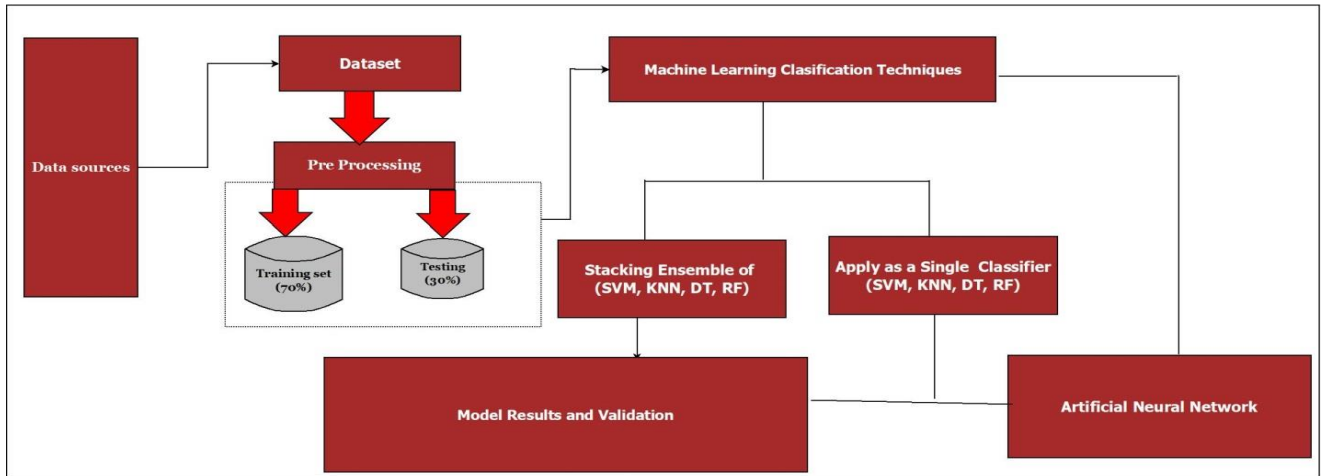 Data sources
Dataset
Pre Processing
Training set
(70%)
Testing
(30%)
Machine Learning Clasification Techniques
Stacking Ensemble of
(SVM, KNN, DT, RF)
Apply as a Single Classifier
(SVM, KNN, DT, RF)
Model Results and Validation
Artificial Neural Network